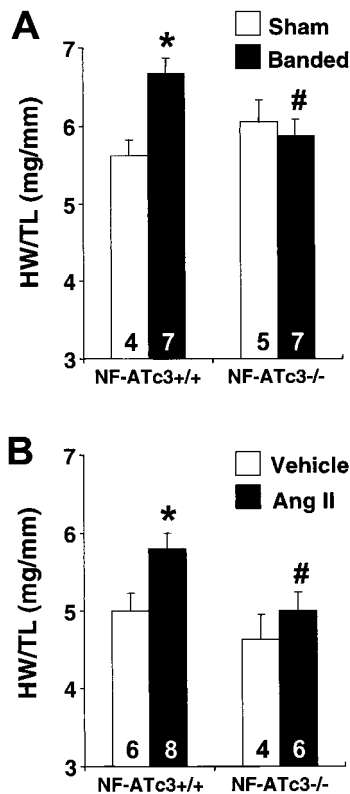 A
Sham
Banded
HW/TL (mg/mm)
7
6
5
4
3
*
#
4
7
5
7
NF-ATc3+/+
NF-ATc3-/-
B
Vehicle
Ang II
HW/TL (mg/mm)
7
6
5
4
3
*
#
6
8
4
6
NF-ATc3+/+
NF-ATc3-/-